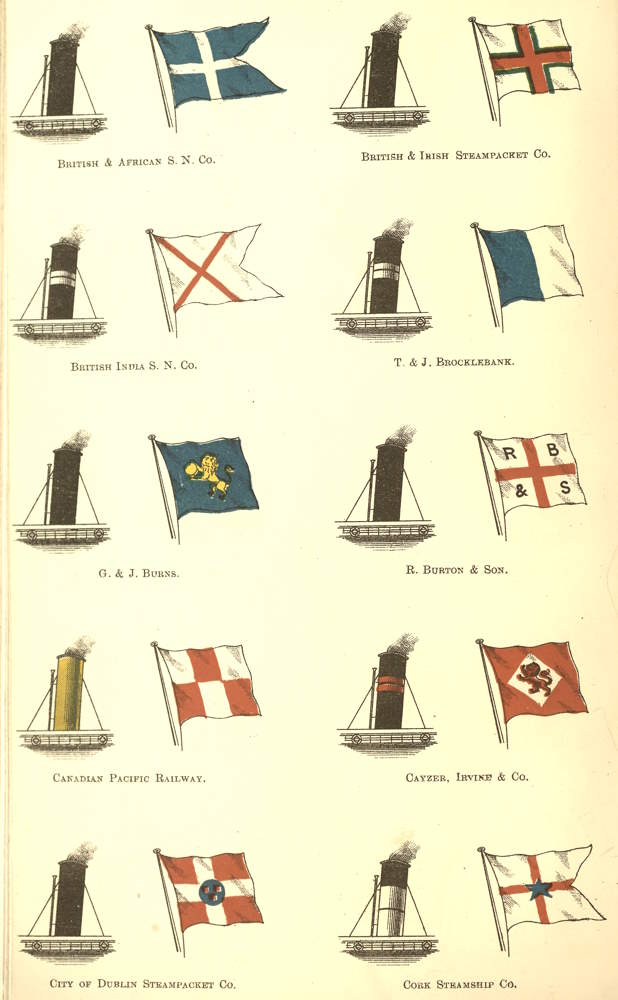 British & African S. N. Co.
British & Irish Steampacket Co.
British India S. N. Co.
T. & J. Brocklebank.
G. & J. Burns.
R B
& S
R. Burton & Son.
Canadian Pacific Railway.
Cayzer, Irvine & Co.
City of Dublin Steampacket Co.
Cork Steamship Co.